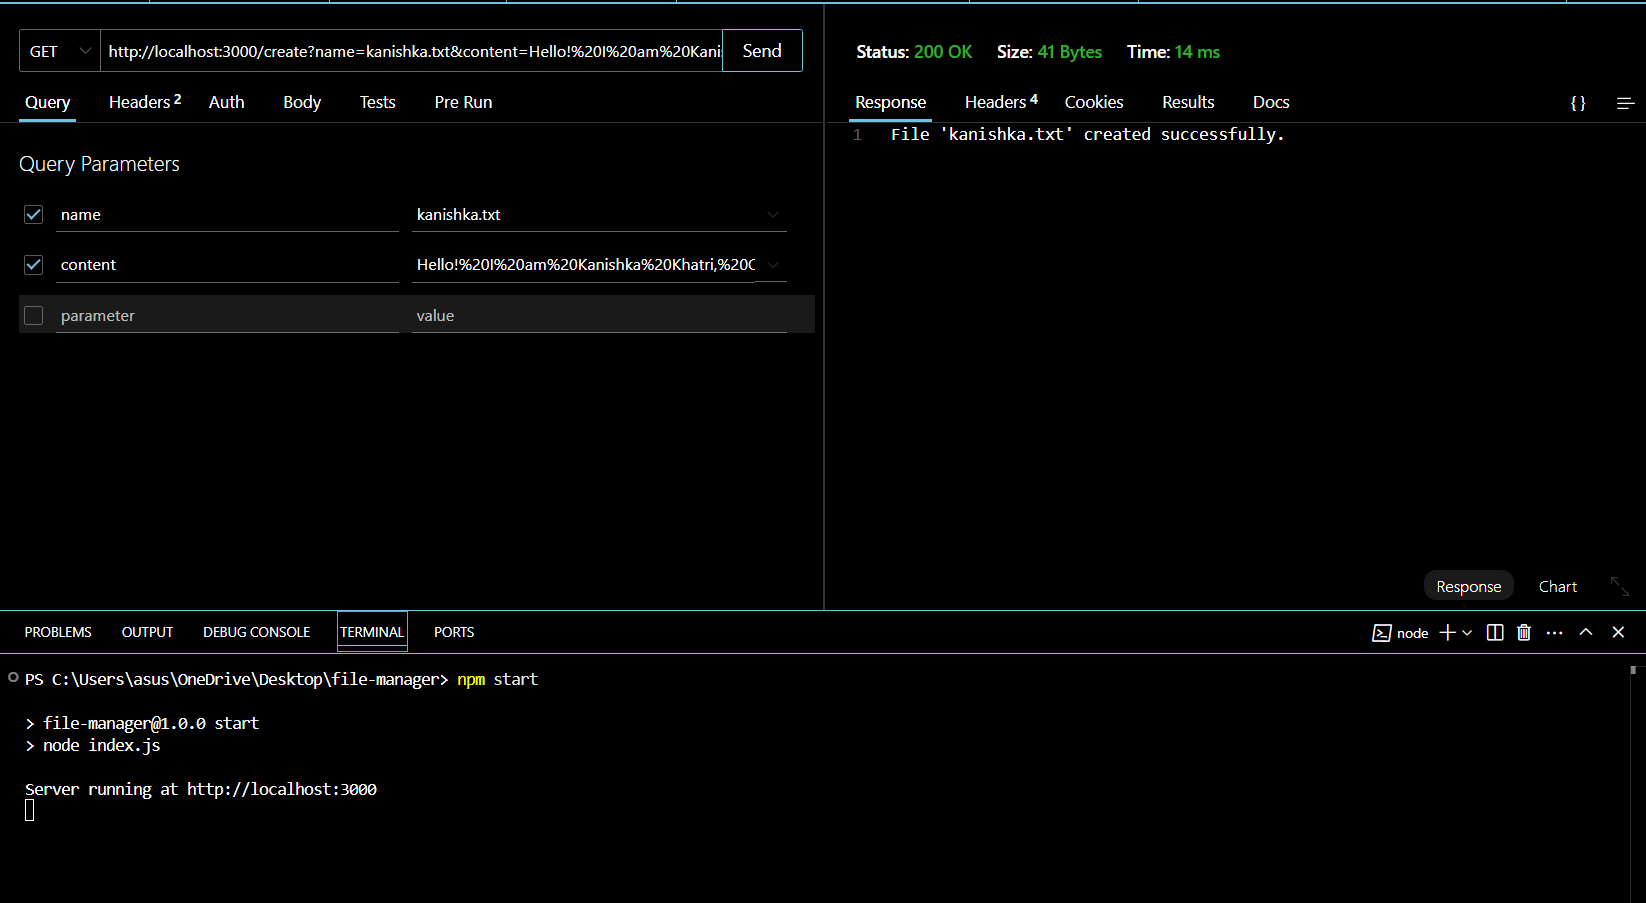 GET http://localhost:3000/create?name=kanishka.txt&content=Hello!%20I%20am%20Kani Send
Query Headers 2 Auth Body Tests Pre Run
Query Parameters
name kanishka.txt
content Hello!%20I%20am%20Kanishka%20Khatri,%20
parameter value
Status: 200 OK Size: 41 Bytes Time: 14 ms
Response Headers 4 Cookies Results Docs {}
1 File 'kanishka.txt' created successfully.
Response Chart
PROBLEMS OUTPUT DEBUG CONSOLE TERMINAL PORTS node
PS C:\Users\asus\OneDrive\Desktop\file-manager> npm start
> file-manager@1.0.0 start
> node index.js
Server running at http://localhost:3000